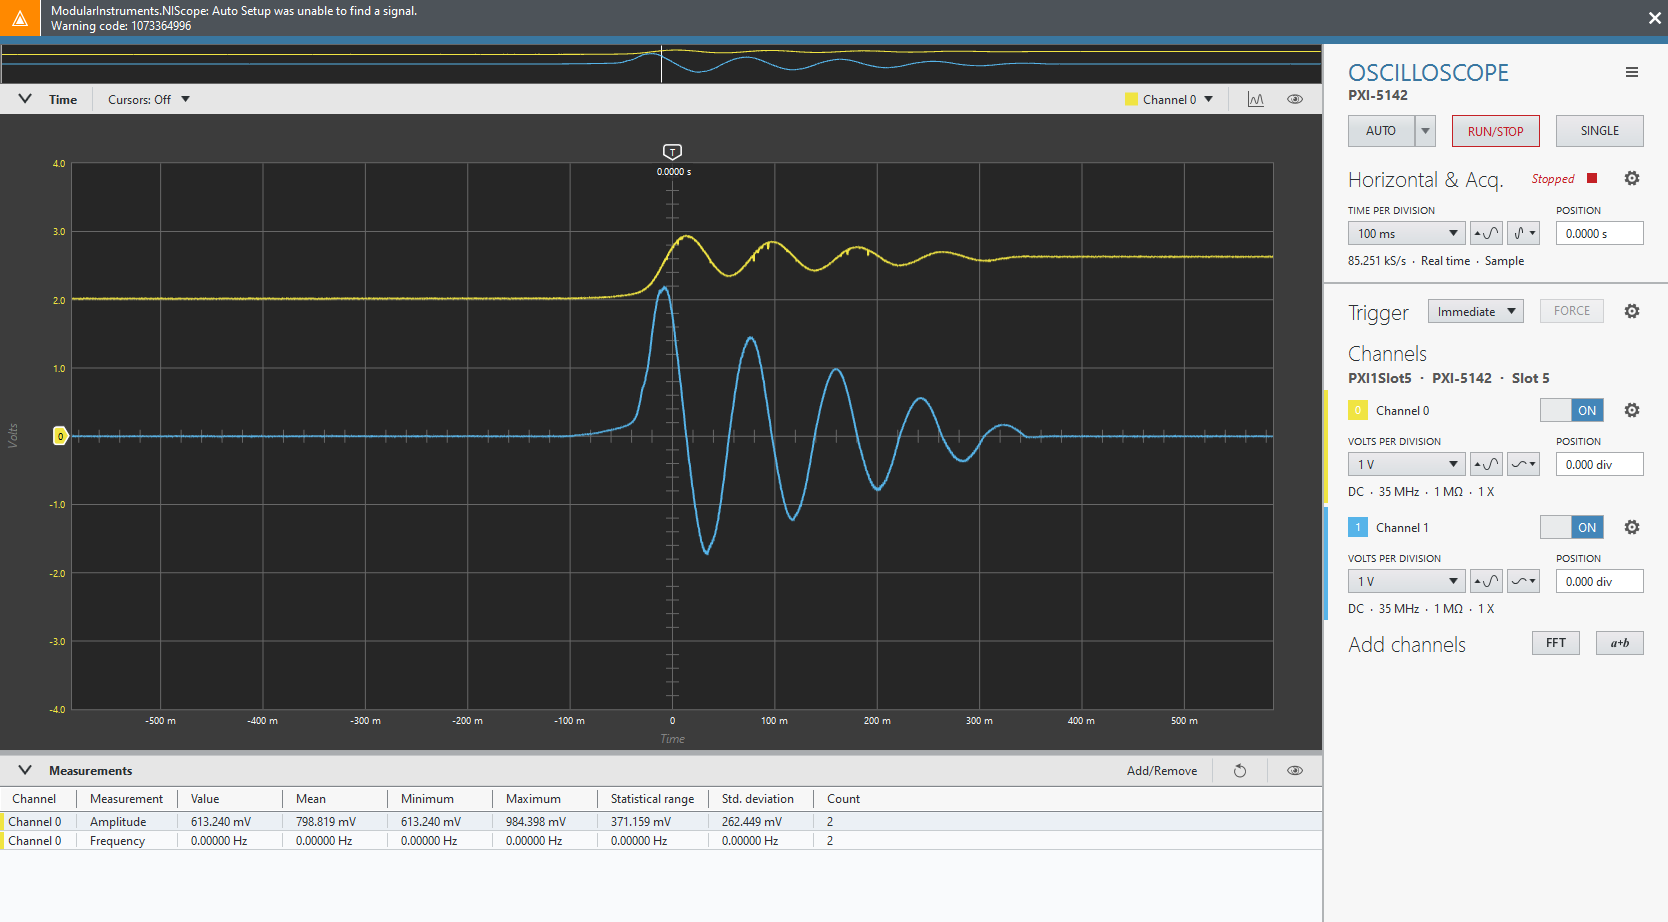 ModularInstruments.NIScope: Auto Setup was unable to find a signal.
Warning code: 1073364996
Time
Cursors: Off
Channel 0
T
0.0000 s
4.0
3.0
2.0
1.0
0
-1.0
-2.0
-3.0
-4.0
Volts
-500 m
-400 m
-300 m
-200 m
-100 m
0
100 m
200 m
300 m
400 m
500 m
Time
OSCILLOSCOPE
PXI-5142
AUTO
RUN/STOP
SINGLE
Horizontal & Acq.
Stopped
TIME PER DIVISION
POSITION
100 ms
0.0000 s
85.251 kS/s · Real time · Sample
Trigger
Immediate
FORCE
Channels
PXI1Slot5 · PXI-5142 · Slot 5
0
Channel 0
ON
VOLTS PER DIVISION
POSITION
1 V
0.000 div
DC · 35 MHz · 1 MΩ · 1 X
1
Channel 1
ON
VOLTS PER DIVISION
POSITION
1 V
0.000 div
DC · 35 MHz · 1 MΩ · 1 X
Add channels
FFT
a+b
Measurements
Add/Remove
Channel Measurement Value Mean Minimum Maximum Statistical range Std. deviation Count
Channel 0 Amplitude 613.240 mV 798.819 mV 613.240 mV 984.398 mV 371.159 mV 262.449 mV 2
Channel 0 Frequency 0.00000 Hz 0.00000 Hz 0.00000 Hz 0.00000 Hz 0.00000 Hz 0.00000 Hz 2